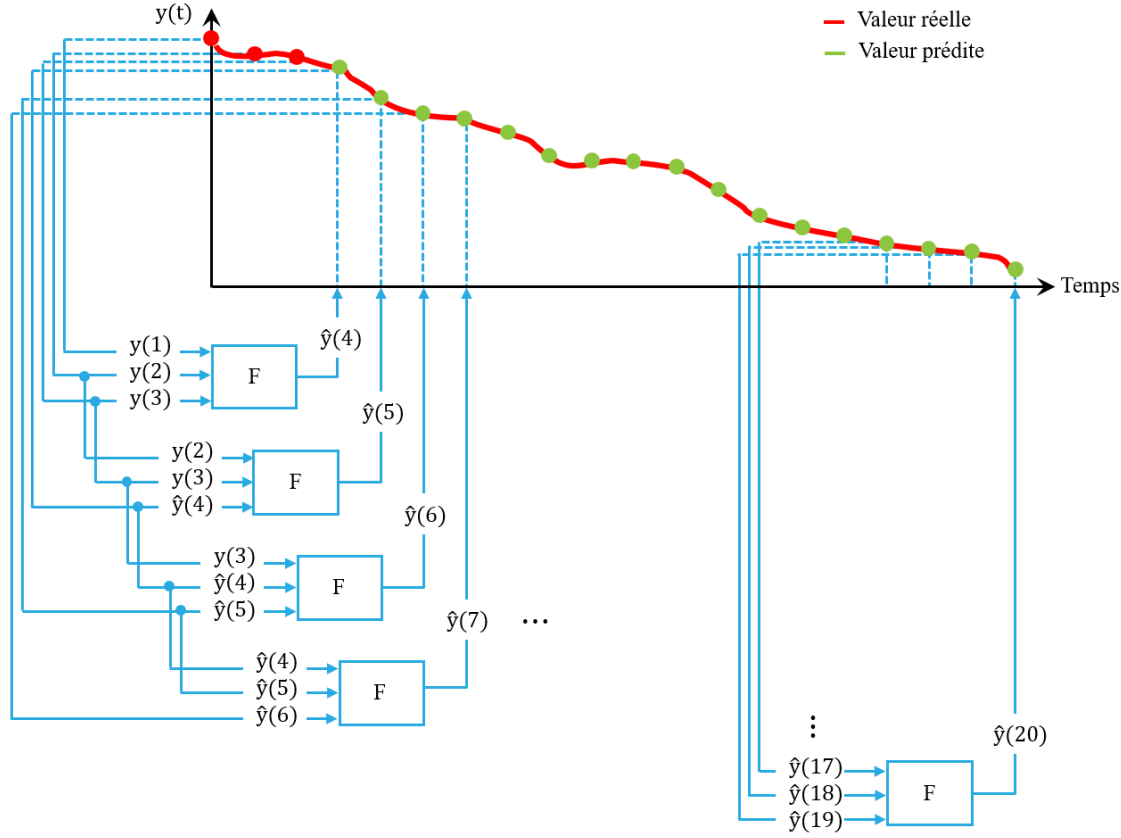 y(t)
Valeur réelle
Valeur prédite
Temps
ŷ(4)
y(1)
y(2)
y(3)
F
ŷ(5)
y(2)
y(3)
ŷ(4)
F
ŷ(6)
y(3)
ŷ(4)
ŷ(5)
F
ŷ(7)
...
ŷ(4)
ŷ(5)
ŷ(6)
F
⋮
ŷ(20)
ŷ(17)
ŷ(18)
ŷ(19)
F